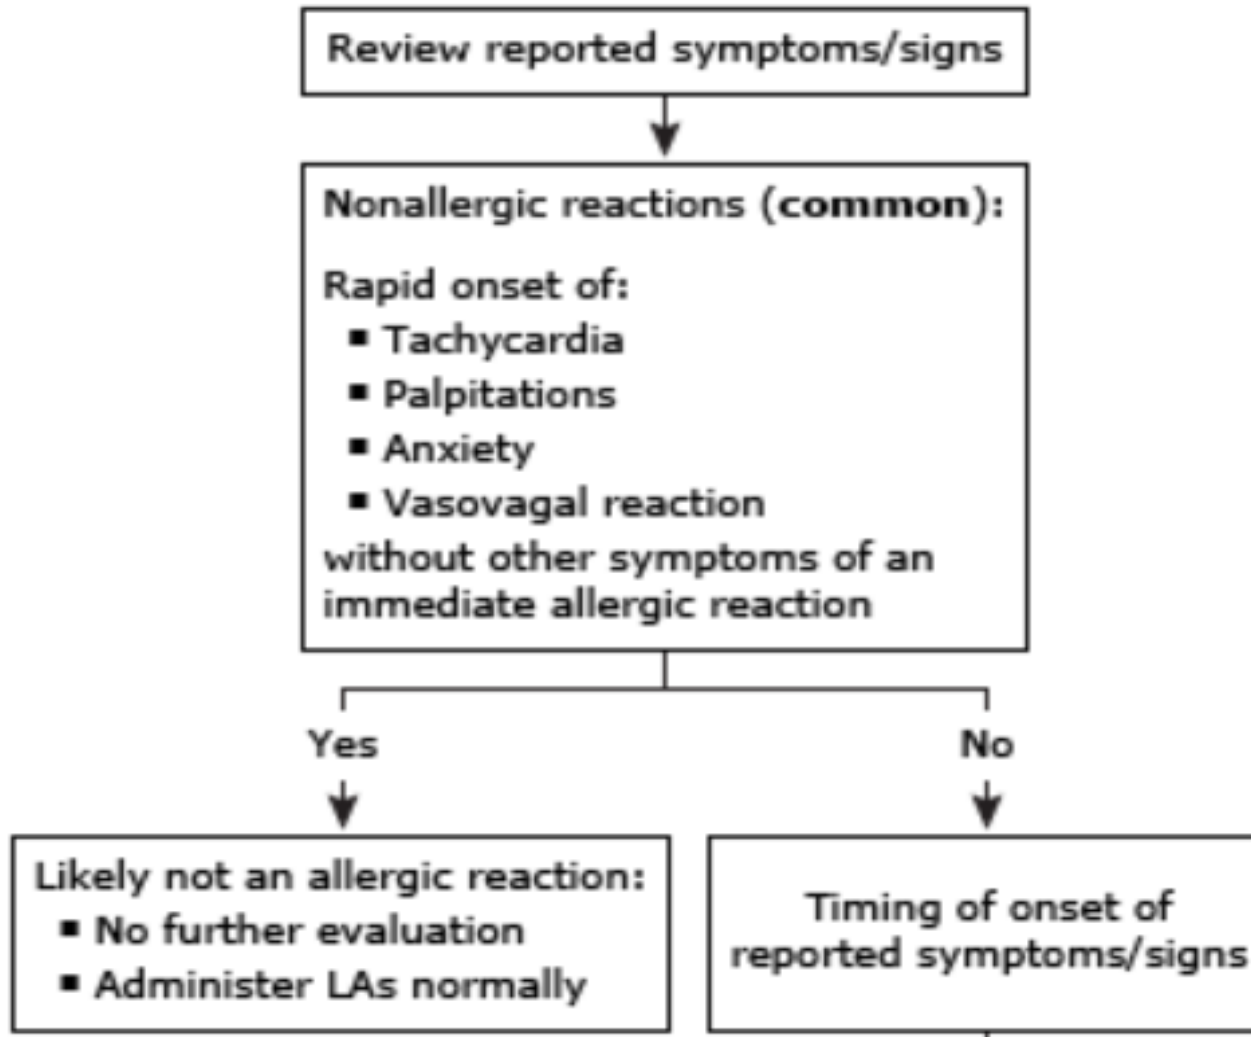 Review reported symptoms/signs
Nonallergic reactions (common):
Rapid onset of:
▪ Tachycardia
▪ Palpitations
▪ Anxiety
▪ Vasovagal reaction
without other symptoms of an
immediate allergic reaction
Yes
No
Likely not an allergic reaction:
▪ No further evaluation
▪ Administer LAs normally
Timing of onset of
reported symptoms/signs